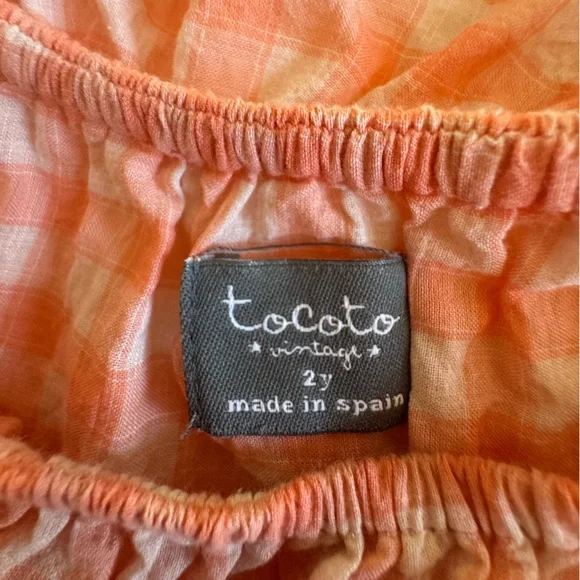 tocoto
★ vintage ★
2y
made in spain